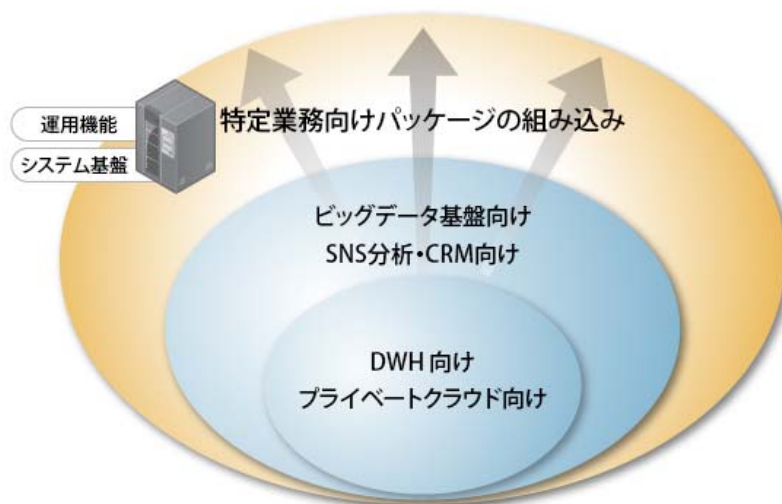 運用機能
システム基盤
特定業務向けパッケージの組み込み
ビッグデータ基盤向け
SNS分析・CRM向け
DWH 向け
プライベートクラウド向け